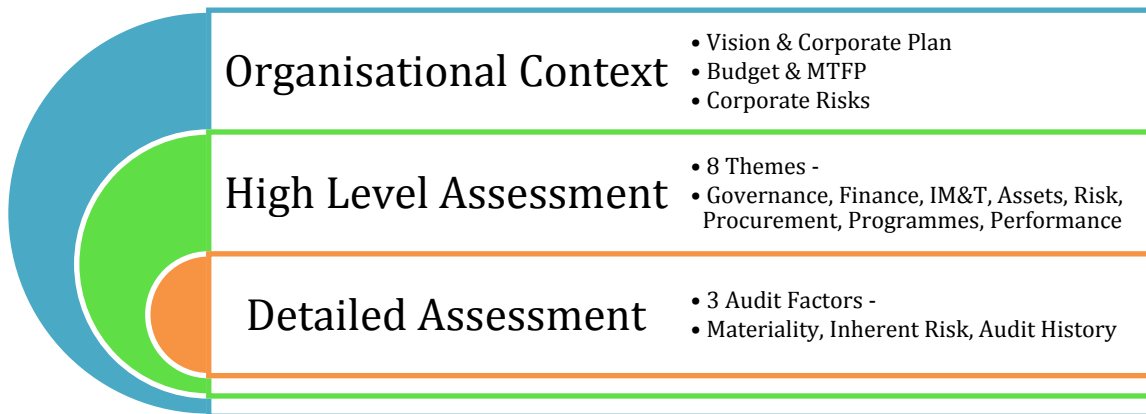 Organisational Context
• Vision & Corporate Plan
• Budget & MTFP
• Corporate Risks
High Level Assessment
• 8 Themes -
• Governance, Finance, IM&T, Assets, Risk,
Procurement, Programmes, Performance
Detailed Assessment
• 3 Audit Factors -
• Materiality, Inherent Risk, Audit History